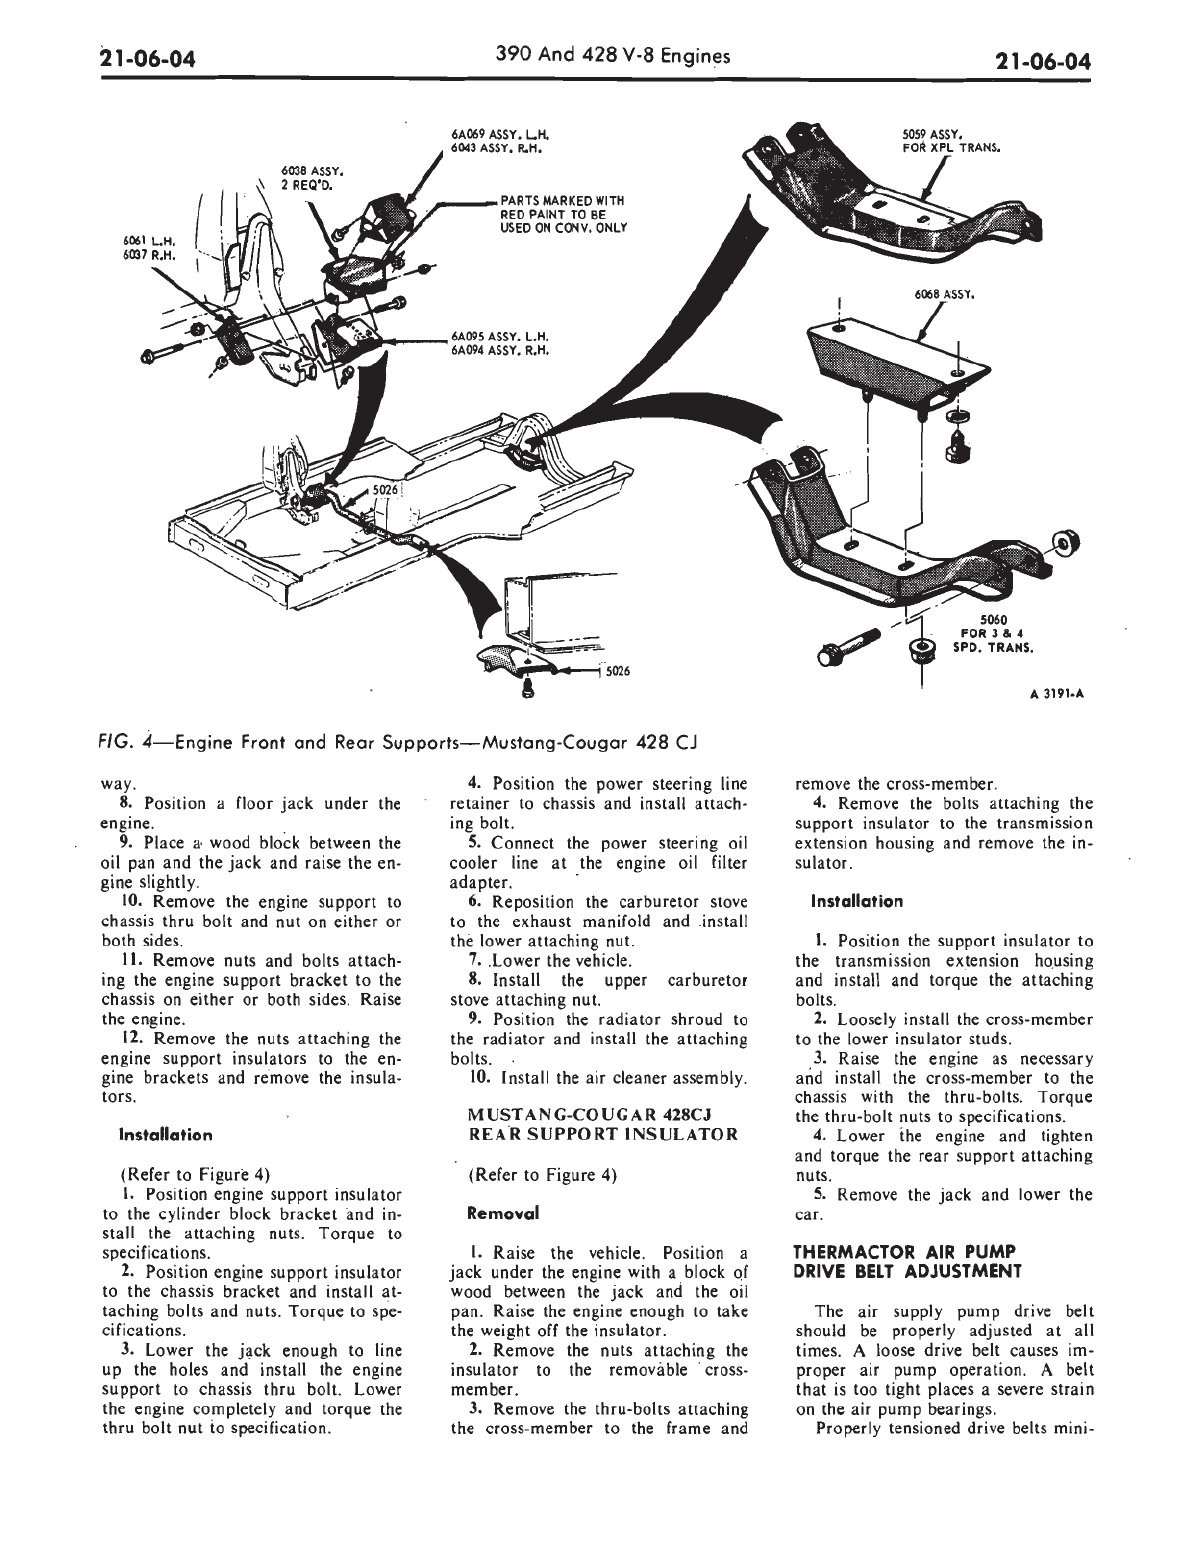 21-06-04
390 And 428 V-8 Engines
21-06-04
6A069 ASSY. L.H.
6043 ASSY. R.H.
6038 ASSY.
2 REQ'D.
PARTS MARKED WITH
RED PAINT TO BE
USED ON CONV. ONLY
6061 L.H.
6037 R.H.
6A095 ASSY. L.H.
6A094 ASSY. R.H.
5059 ASSY.
FOR XPL TRANS.
6068 ASSY.
5026
5026
5060
FOR 3 & 4
SPD. TRANS.
A 3191-A
FIG. 4—Engine Front and Rear Supports—Mustang-Cougar 428 CJ
way.
8. Position a floor jack under the
engine.
9. Place a wood block between the
oil pan and the jack and raise the en-
gine slightly.
10. Remove the engine support to
chassis thru bolt and nut on either or
both sides.
11. Remove nuts and bolts attach-
ing the engine support bracket to the
chassis on either or both sides. Raise
the engine.
12. Remove the nuts attaching the
engine support insulators to the en-
gine brackets and remove the insula-
tors.
Installation
(Refer to Figure 4)
1. Position engine support insulator
to the cylinder block bracket and in-
stall the attaching nuts. Torque to
specifications.
2. Position engine support insulator
to the chassis bracket and install at-
taching bolts and nuts. Torque to spe-
cifications.
3. Lower the jack enough to line
up the holes and install the engine
support to chassis thru bolt. Lower
the engine completely and torque the
thru bolt nut to specification.
4. Position the power steering line
retainer to chassis and install attach-
ing bolt.
5. Connect the power steering oil
cooler line at the engine oil filter
adapter.
6. Reposition the carburetor stove
to the exhaust manifold and install
the lower attaching nut.
7. Lower the vehicle.
8. Install the upper carburetor
stove attaching nut.
9. Position the radiator shroud to
the radiator and install the attaching
bolts.
10. Install the air cleaner assembly.
MUSTANG-COUGAR 428CJ
REAR SUPPORT INSULATOR
(Refer to Figure 4)
Removal
1. Raise the vehicle. Position a
jack under the engine with a block of
wood between the jack and the oil
pan. Raise the engine enough to take
the weight off the insulator.
2. Remove the nuts attaching the
insulator to the removable cross-
member.
3. Remove the thru-bolts attaching
the cross-member to the frame and
remove the cross-member.
4. Remove the bolts attaching the
support insulator to the transmission
extension housing and remove the in-
sulator.
Installation
1. Position the support insulator to
the transmission extension housing
and install and torque the attaching
bolts.
2. Loosely install the cross-member
to the lower insulator studs.
3. Raise the engine as necessary
and install the cross-member to the
chassis with the thru-bolts. Torque
the thru-bolt nuts to specifications.
4. Lower the engine and tighten
and torque the rear support attaching
nuts.
5. Remove the jack and lower the
car.
THERMACTOR AIR PUMP
DRIVE BELT ADJUSTMENT
The air supply pump drive belt
should be properly adjusted at all
times. A loose drive belt causes im-
proper air pump operation. A belt
that is too tight places a severe strain
on the air pump bearings.
Properly tensioned drive belts mini-